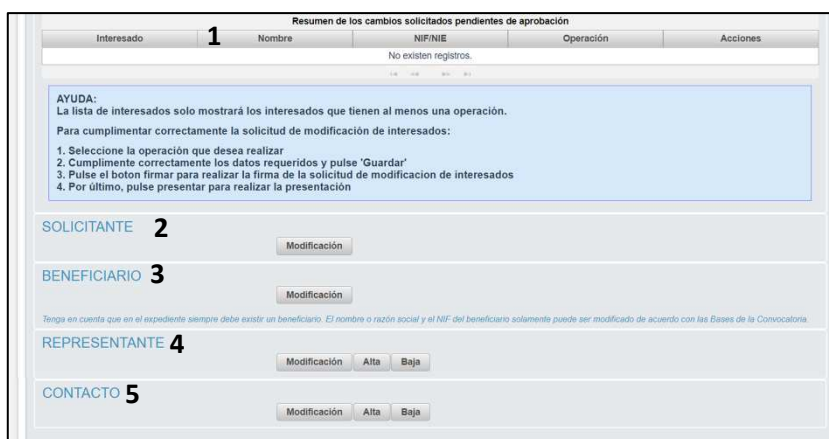 Resumen de los cambios solicitados pendientes de aprobación
Interesado 1 Nombre NIF/NIE Operación Acciones
No existen registros.
AYUDA:
La lista de interesados solo mostrará los interesados que tienen al menos una operación.
Para cumplimentar correctamente la solicitud de modificación de interesados:
1. Seleccione la operación que desea realizar
2. Cumplimente correctamente los datos requeridos y pulse 'Guardar'
3. Pulse el boton firmar para realizar la firma de la solicitud de modificacion de interesados
4. Por último, pulse presentar para realizar la presentación
SOLICITANTE 2
Modificación
BENEFICIARIO 3
Modificación
Tenga en cuenta que en el expediente siempre debe existir un beneficiario. El nombre o razón social y el NIF del beneficiario solamente puede ser modificado de acuerdo con las Bases de la Convocatoria.
REPRESENTANTE 4
Modificación Alta Baja
CONTACTO 5
Modificación Alta Baja